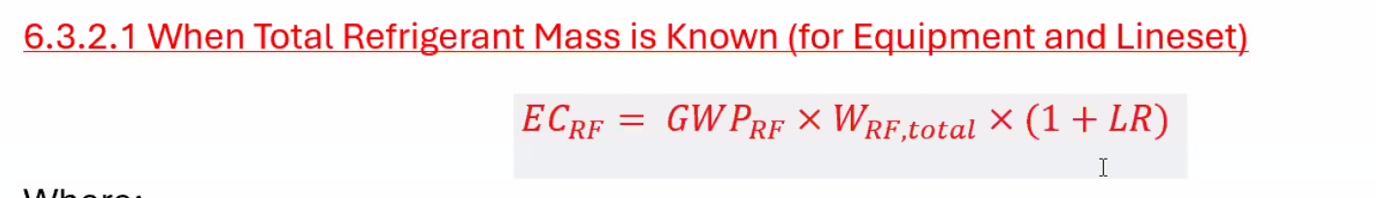 6.3.2.1 When Total Refrigerant Mass is Known (for Equipment and Lineset)
EC_RF = GWP_RF × W_RF,total × (1 + LR)